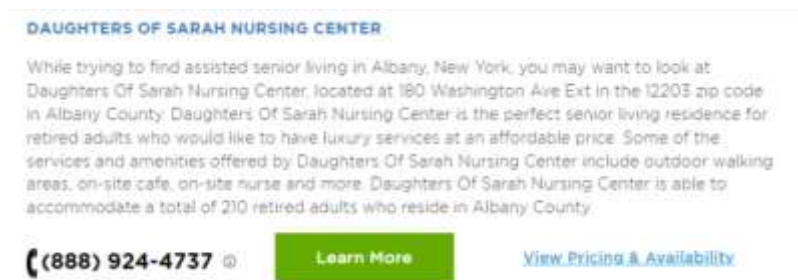 DAUGHTERS OF SARAH NURSING CENTER
While trying to find assisted senior living in Albany, New York, you may want to look at
Daughters Of Sarah Nursing Center, located at 180 Washington Ave Ext in the 12203 zip code
in Albany County. Daughters Of Sarah Nursing Center is the perfect senior living residence for
retired adults who would like to have luxury services at an affordable price. Some of the
services and amenities offered by Daughters Of Sarah Nursing Center include outdoor walking
areas, on-site cafe, on-site nurse and more. Daughters Of Sarah Nursing Center is able to
accommodate a total of 210 retired adults who reside in Albany County.
(888) 924-4737
Learn More
View Pricing & Availability